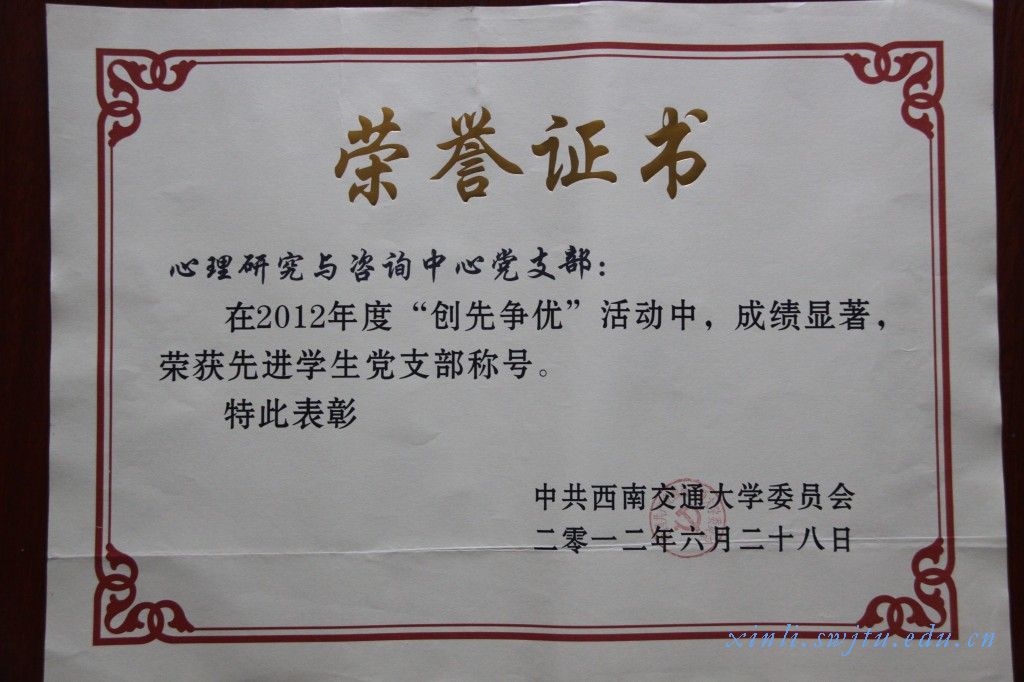 荣誉证书
心理研究与咨询中心党支部：
在2012年度“创先争优”活动中，成绩显著，
荣获先进学生党支部称号。
特此表彰
中共西南交通大学委员会
二零一二年六月二十八日
xinli.swjtu.edu.cn